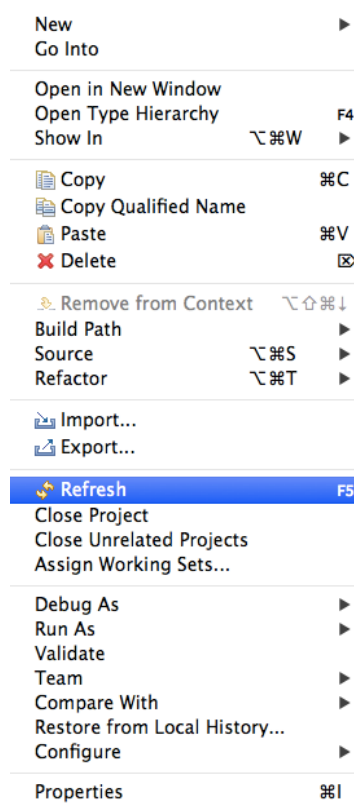 New ▶
Go Into
Open in New Window
Open Type Hierarchy F4
Show In ⌥⌘W ▶
Copy ⌘C
Copy Qualified Name
Paste ⌘V
Delete ⌦
Remove from Context ⌥⇧⌘↓
Build Path ▶
Source ⌥⌘S ▶
Refactor ⌥⌘T ▶
Import...
Export...
Refresh F5
Close Project
Close Unrelated Projects
Assign Working Sets...
Debug As ▶
Run As ▶
Validate
Team ▶
Compare With ▶
Restore from Local History...
Configure ▶
Properties ⌘I